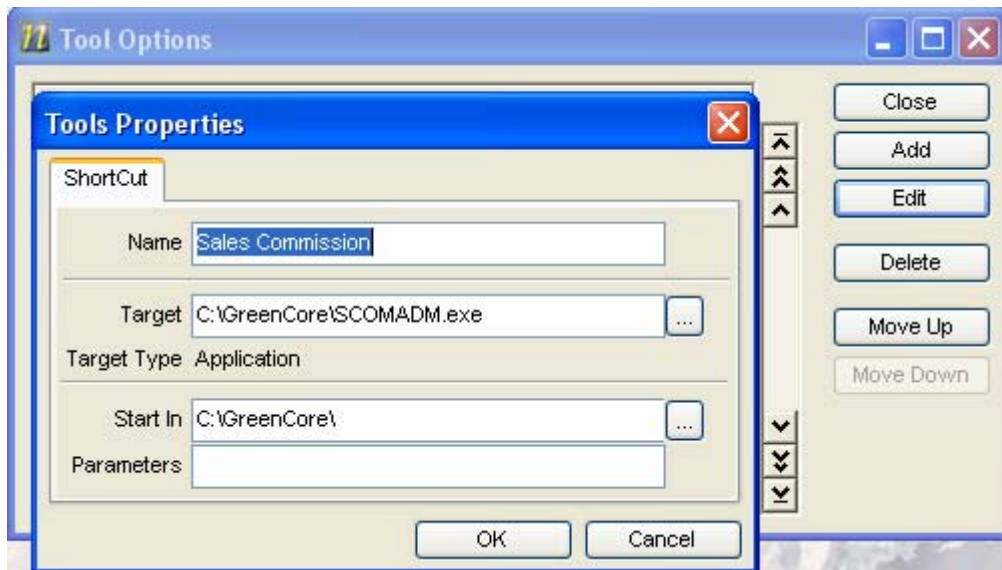 Tool Options
Tools Properties
ShortCut
Name Sales Commission
Target C:\GreenCore\SCOMADM.exe ...
Target Type Application
Start In C:\GreenCore\ ...
Parameters
OK Cancel
Close
Add
Edit
Delete
Move Up
Move Down